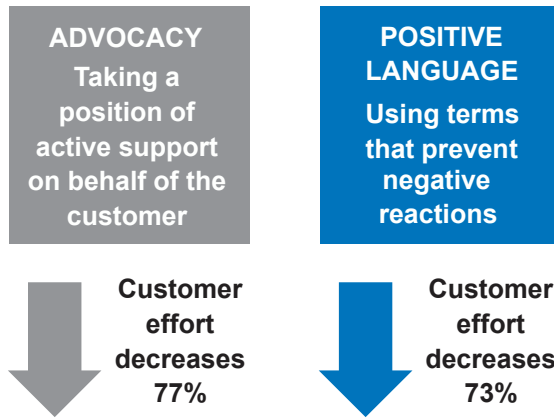 ADVOCACY
Taking a
position of
active support
on behalf of the
customer
POSITIVE
LANGUAGE
Using terms
that prevent
negative
reactions
Customer
effort
decreases
77%
Customer
effort
decreases
73%